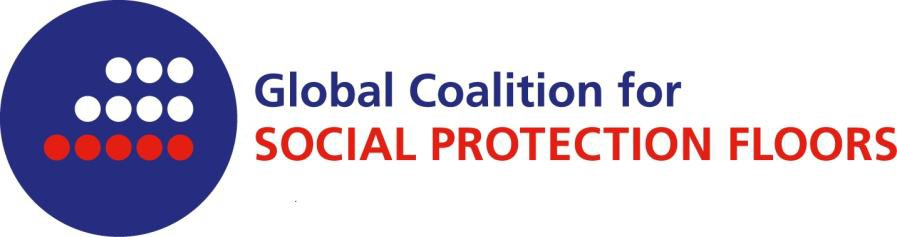 Global Coalition for
SOCIAL PROTECTION FLOORS